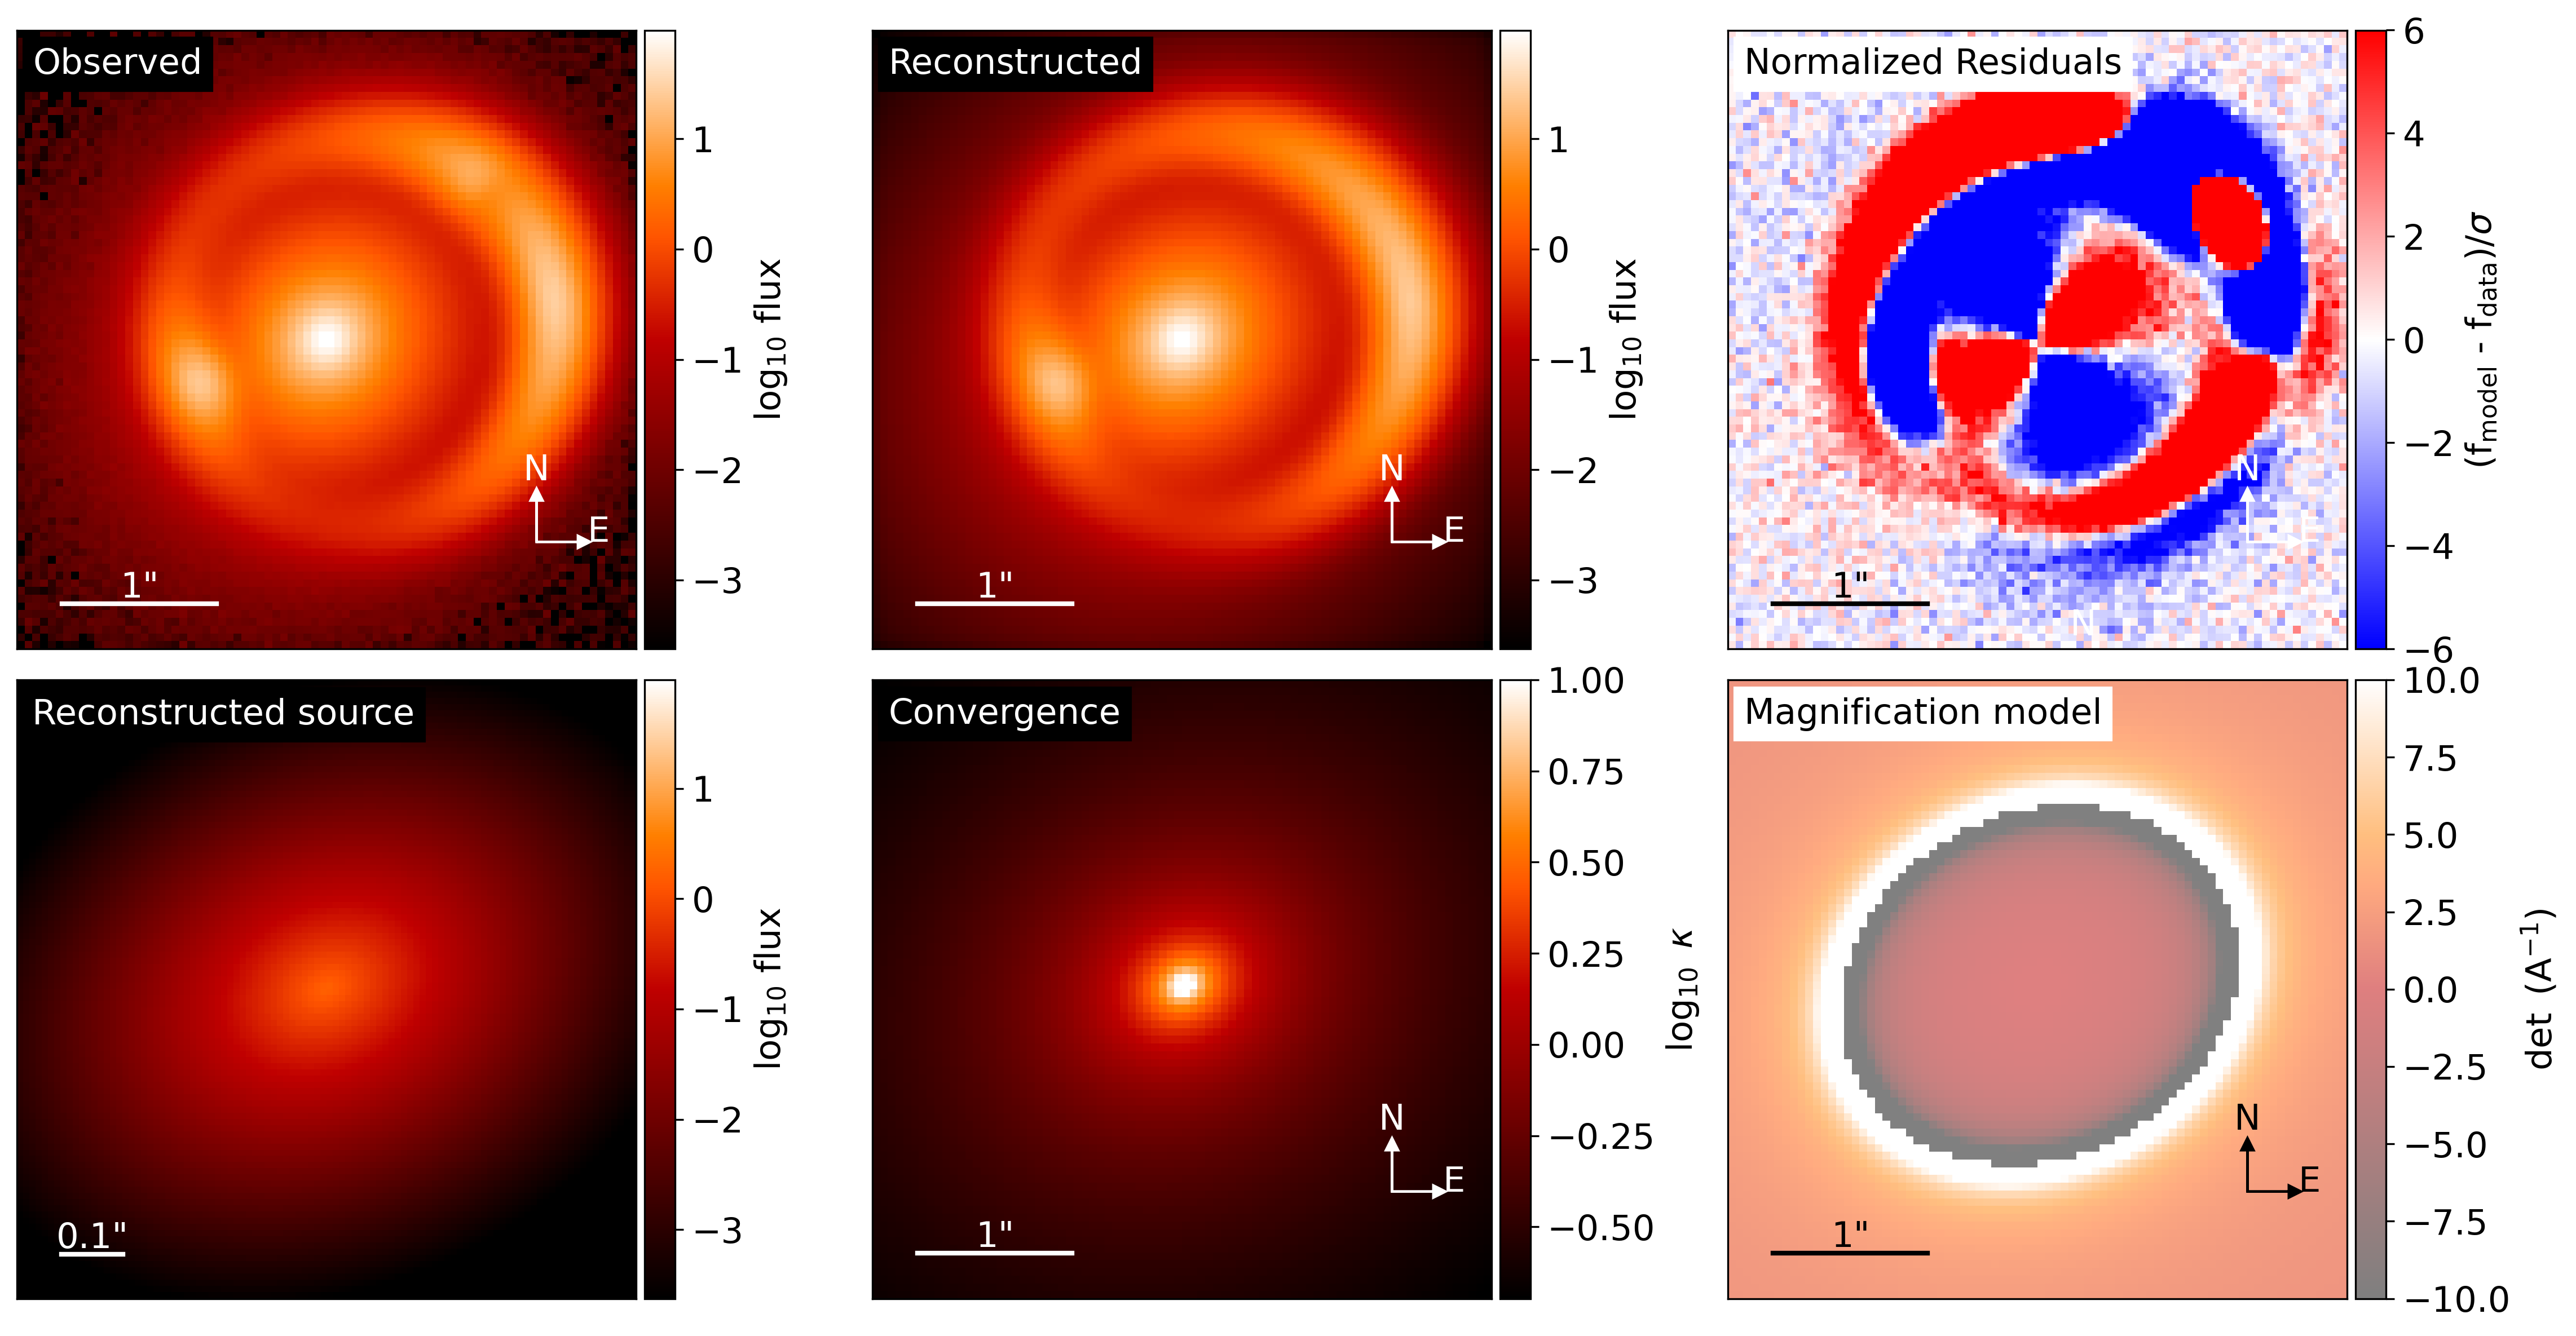 Observed
N
E
1"
1
0
−1
−2
−3
log₁₀ flux
Reconstructed
N
E
1"
1
0
−1
−2
−3
log₁₀ flux
Normalized Residuals
N
1"
N
6
4
2
0
−2
−4
−6
(f_model - f_data)/σ
Reconstructed source
0.1"
1
0
−1
−2
−3
log₁₀ flux
Convergence
N
E
1"
1.00
0.75
0.50
0.25
0.00
−0.25
−0.50
log₁₀ κ
Magnification model
N
E
1"
10.0
7.5
5.0
2.5
0.0
−2.5
−5.0
−7.5
−10.0
det (A⁻¹)